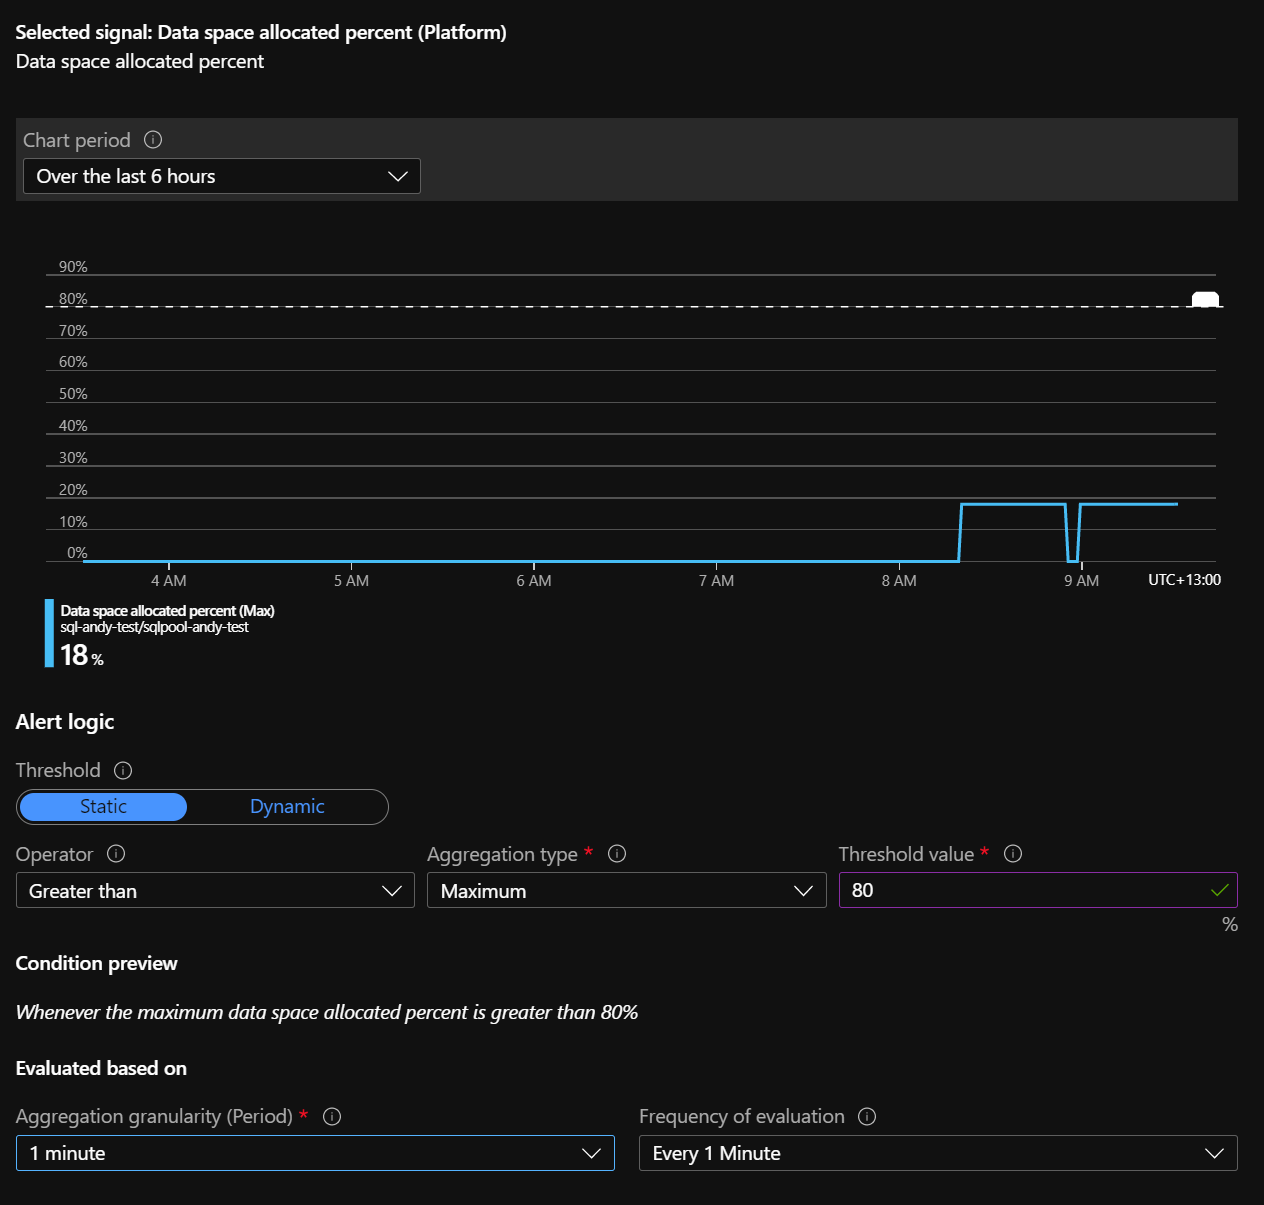 Selected signal: Data space allocated percent (Platform)
Data space allocated percent
Chart period
Over the last 6 hours
90%
80%
70%
60%
50%
40%
30%
20%
10%
0%
4 AM 5 AM 6 AM 7 AM 8 AM 9 AM UTC+13:00
Data space allocated percent (Max)
sql-andy-test/sqlpool-andy-test
18 %
Alert logic
Threshold
Static Dynamic
Operator Aggregation type * Threshold value *
Greater than Maximum 80
%
Condition preview
Whenever the maximum data space allocated percent is greater than 80%
Evaluated based on
Aggregation granularity (Period) * Frequency of evaluation
1 minute Every 1 Minute